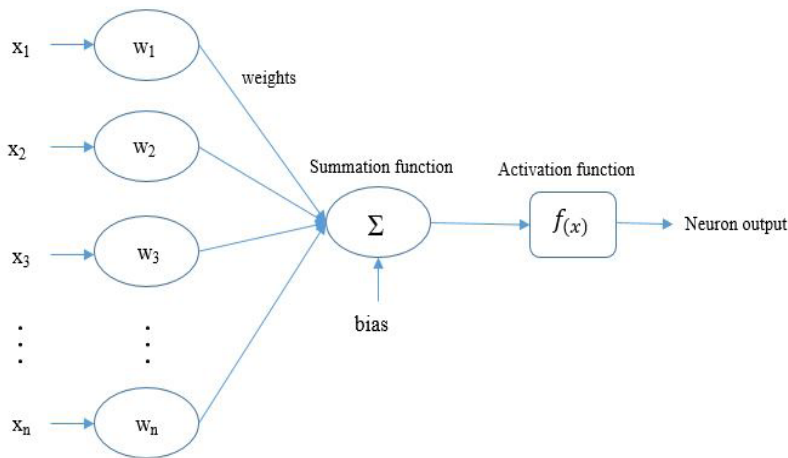 x₁
w₁
weights
x₂
w₂
Summation function
Activation function
Σ
f₍ₓ₎
Neuron output
x₃
w₃
bias
xₙ
wₙ